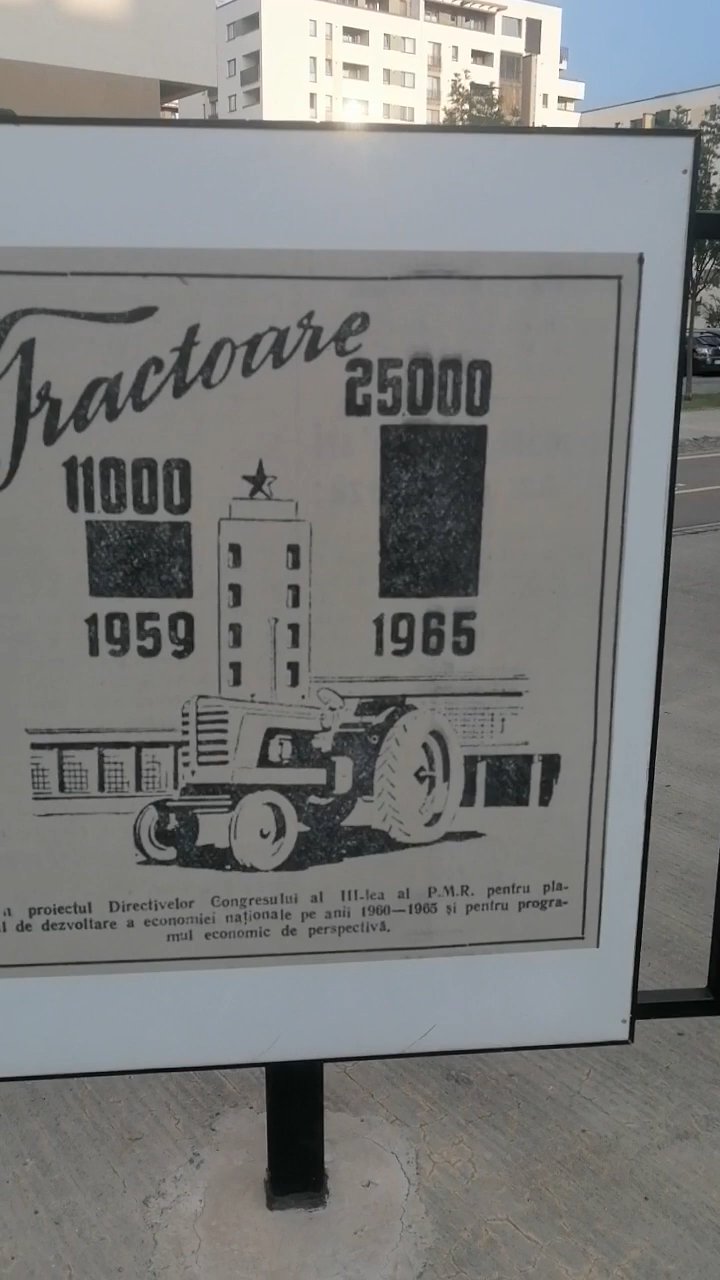 Tractoare
25000
11000
1959
1965
proiectul Directivelor Congresului al III-lea al P.M.R. pentru pla-
de dezvoltare a economiei naționale pe anii 1960—1965 și pentru progra-
mul economic de perspectivă.